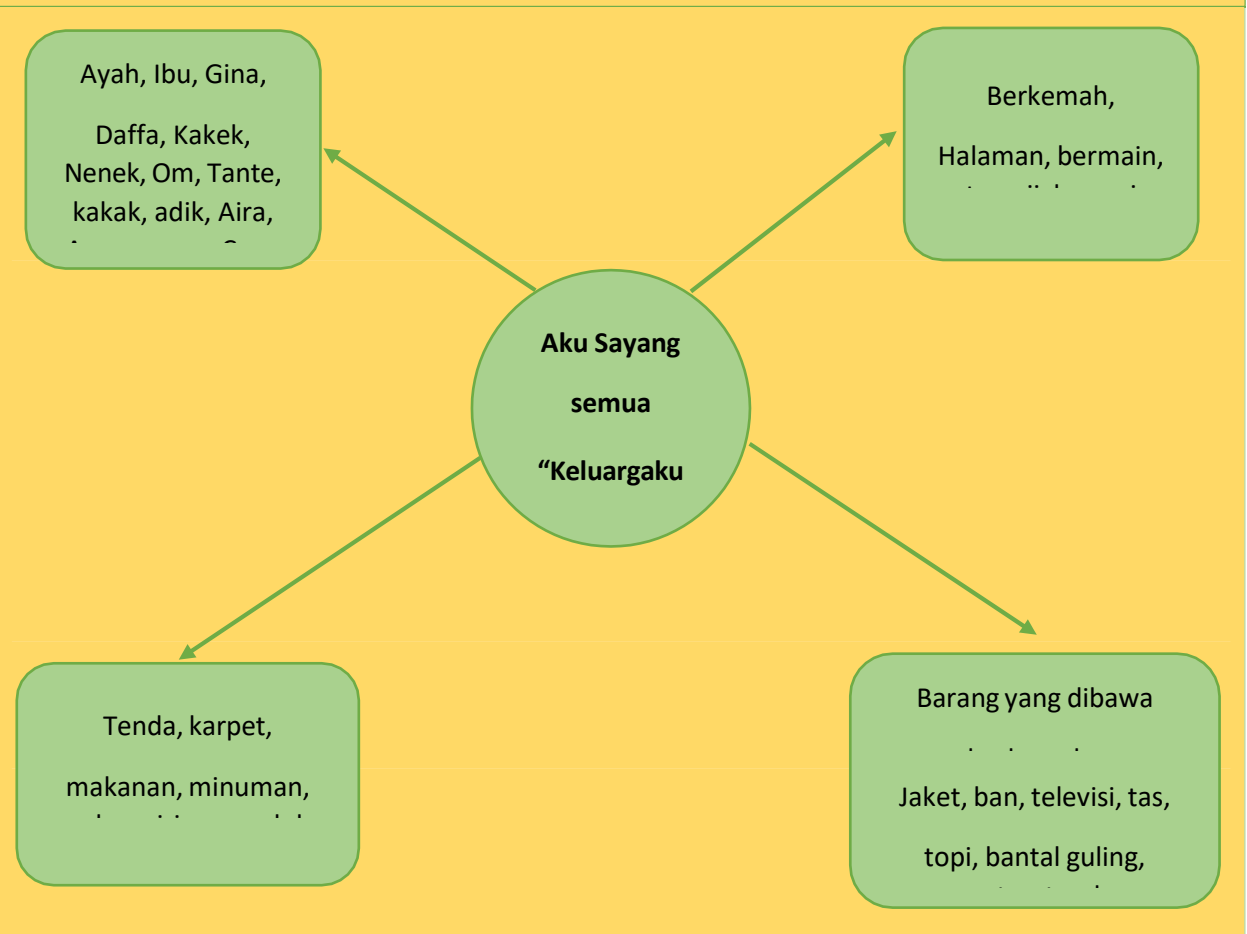 Ayah, Ibu, Gina,
Daffa, Kakek,
Nenek, Om, Tante,
kakak, adik, Aira,
Berkemah,
Halaman, bermain,
Aku Sayang
semua
“Keluargaku
Tenda, karpet,
makanan, minuman,
Barang yang dibawa
Jaket, ban, televisi, tas,
topi, bantal guling,